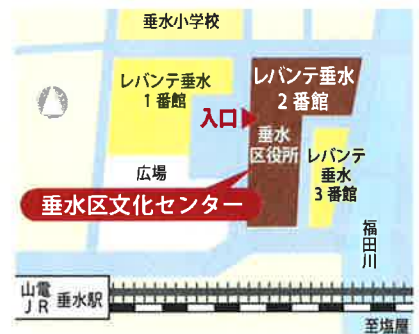 垂水小学校
レバンテ垂水
1番館
レバンテ垂水
2番館
入口
垂水
区役所
レバンテ
垂水
3番館
広場
垂水区文化センター
福田川
山電
JR
垂水駅
至塩屋